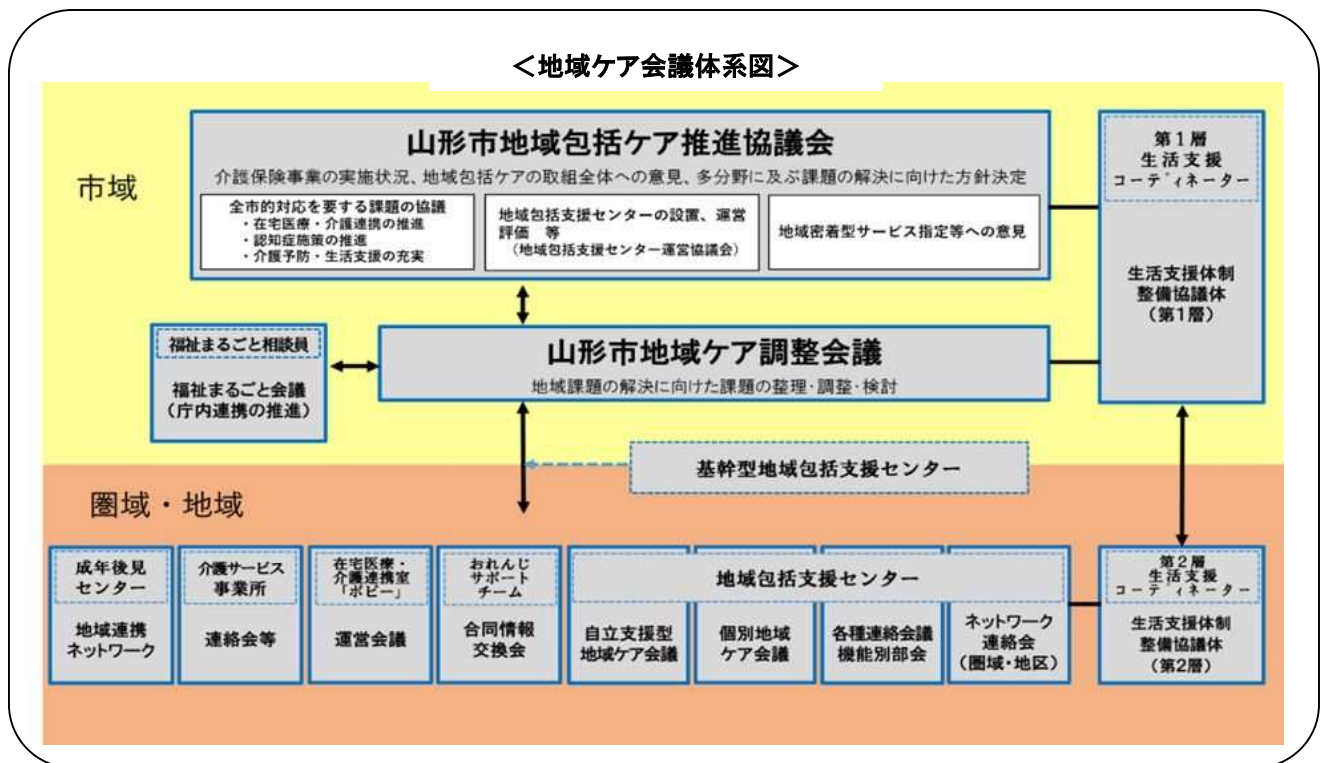 ＜地域ケア会議体系図＞
市域
山形市地域包括ケア推進協議会
介護保険事業の実施状況、地域包括ケアの取組全体への意見、多分野に及ぶ課題の解決に向けた方針決定
全市的対応を要する課題の協議
・在宅医療・介護連携の推進
・認知症施策の推進
・介護予防・生活支援の充実
地域包括支援センターの設置、運営
評価 等
（地域包括支援センター運営協議会）
地域密着型サービス指定等への意見
第1層
生活支援
コーディネーター
生活支援体制
整備協議体
（第1層）
福祉まるごと相談員
福祉まるごと会議
（庁内連携の推進）
山形市地域ケア調整会議
地域課題の解決に向けた課題の整理・調整・検討
基幹型地域包括支援センター
圏域・地域
成年後見
センター
地域連携
ネットワーク
介護サービス
事業所
連絡会等
在宅医療・
介護連携室
「ポピー」
運営会議
おれんじ
サポート
チーム
合同情報
交換会
地域包括支援センター
自立支援型
地域ケア会議
個別地域
ケア会議
各種連絡会議
機能別部会
ネットワーク
連絡会
（圏域・地区）
第2層
生活支援
コーディネーター
生活支援体制
整備協議体
（第2層）